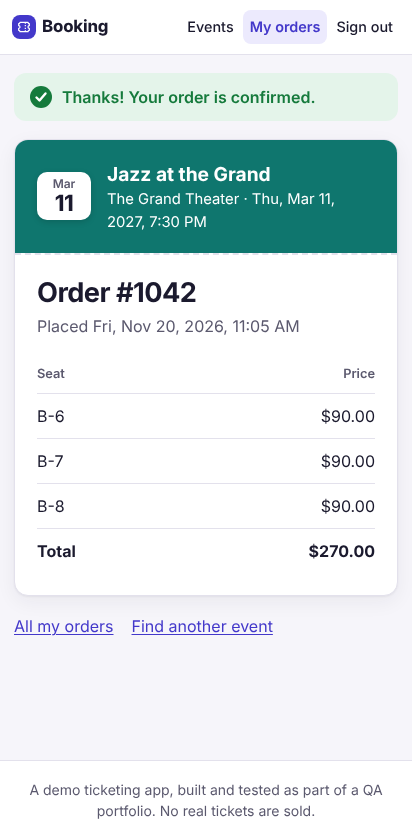 Booking
Events
My orders
Sign out
Thanks! Your order is confirmed.
Mar
11
Jazz at the Grand
The Grand Theater · Thu, Mar 11,
2027, 7:30 PM
Order #1042
Placed Fri, Nov 20, 2026, 11:05 AM
Seat Price
B-6 $90.00
B-7 $90.00
B-8 $90.00
Total $270.00
All my orders Find another event
A demo ticketing app, built and tested as part of a QA
portfolio. No real tickets are sold.